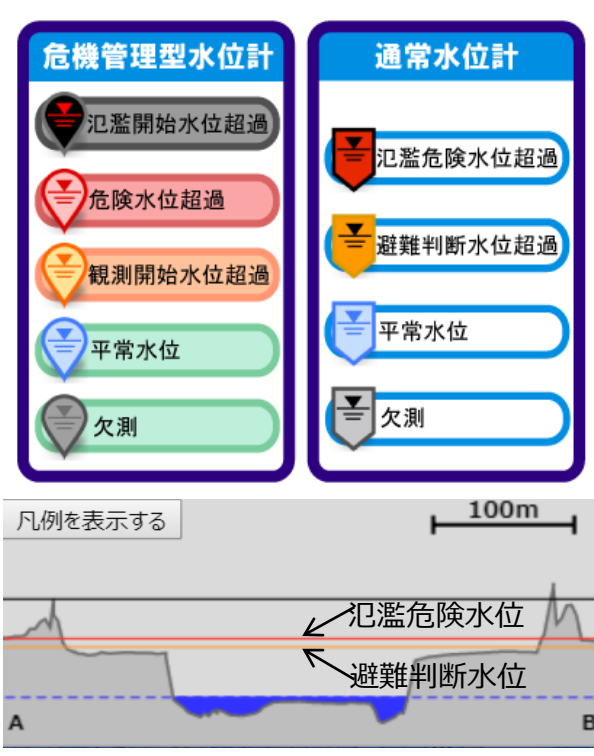 危機管理型水位計
氾濫開始水位超過
危険水位超過
観測開始水位超過
平常水位
欠測
通常水位計
氾濫危険水位超過
避難判断水位超過
平常水位
欠測
凡例を表示する
100m
氾濫危険水位
避難判断水位
A
B